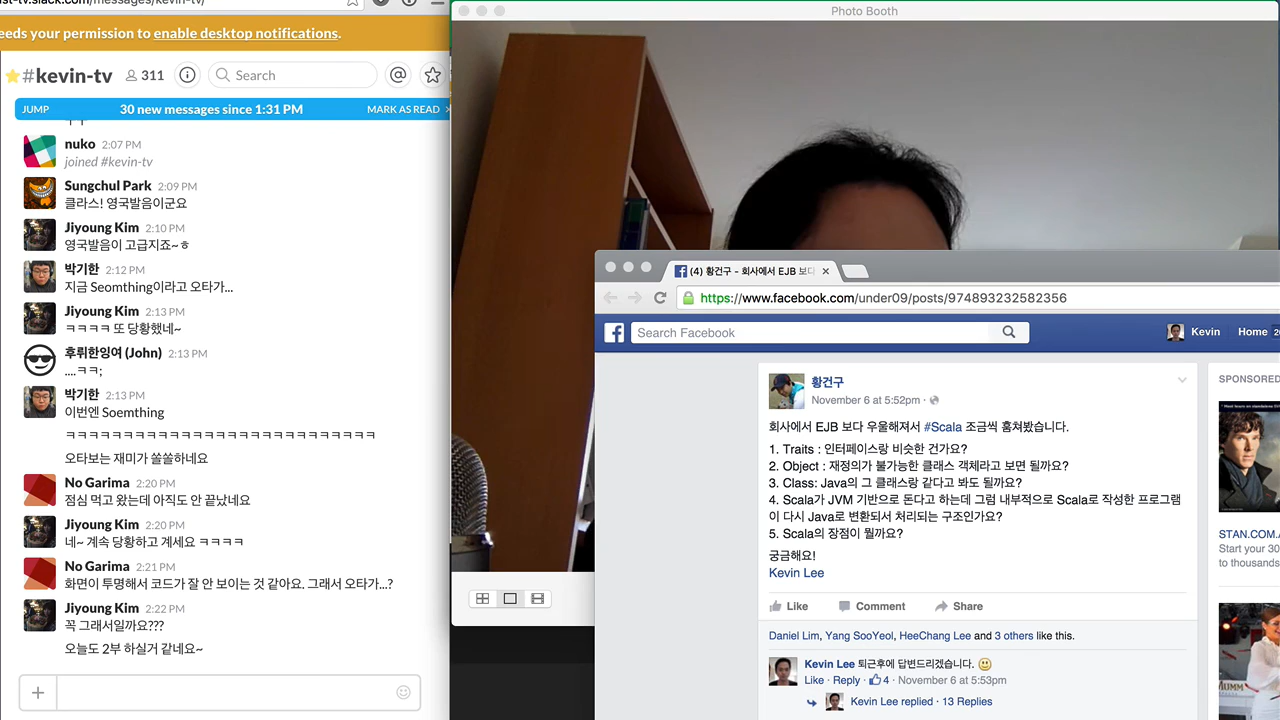 st-tv.slack.com/messages/kevin-tv/
eeds your permission to enable desktop notifications.
#kevin-tv 311 Search
JUMP 30 new messages since 1:31 PM MARK AS READ
nuko 2:07 PM
joined #kevin-tv
Sungchul Park 2:09 PM
클라스! 영국발음이군요
Jiyoung Kim 2:10 PM
영국발음이 고급지죠~ㅎ
박기한 2:12 PM
지금 Seomthing이라고 오타가...
Jiyoung Kim 2:13 PM
ㅋㅋㅋㅋ 또 당황했네~
후뤼한잉여 (John) 2:13 PM
....ㅋㅋ;
박기한 2:13 PM
이번엔 Soemthing
ㅋㅋㅋㅋㅋㅋㅋㅋㅋㅋㅋㅋㅋㅋㅋㅋㅋㅋㅋㅋㅋㅋㅋㅋㅋㅋ
오타보는 재미가 쏠쏠하네요
No Garima 2:20 PM
점심 먹고 왔는데 아직도 안 끝났네요
Jiyoung Kim 2:20 PM
네~ 계속 당황하고 계세요 ㅋㅋㅋㅋ
No Garima 2:21 PM
화면이 투명해서 코드가 잘 안 보이는 것 같아요. 그래서 오타가...?
Jiyoung Kim 2:22 PM
꼭 그래서일까요???
오늘도 2부 하실거 같네요~
Photo Booth
(4) 황건구 - 회사에서 EJB 보다
https://www.facebook.com/under09/posts/974893232582356
Search Facebook Kevin Home 2
황건구
November 6 at 5:52pm ·
회사에서 EJB 보다 우울해져서 #Scala 조금씩 훔쳐봤습니다.
1. Traits : 인터페이스랑 비슷한 건가요?
2. Object : 재정의가 불가능한 클래스 객체라고 보면 될까요?
3. Class: Java의 그 클래스랑 같다고 봐도 될까요?
4. Scala가 JVM 기반으로 돈다고 하는데 그럼 내부적으로 Scala로 작성한 프로그램
이 다시 Java로 변환되서 처리되는 구조인가요?
5. Scala의 장점이 뭘까요?
궁금해요!
Kevin Lee
Like Comment Share
Daniel Lim, Yang SooYeol, HeeChang Lee and 3 others like this.
Kevin Lee 퇴근후에 답변드리겠습니다.
Like · Reply · 4 · November 6 at 5:53pm
Kevin Lee replied · 13 Replies
SPONSORED
STAN.COM.A
Start your 30
to thousands